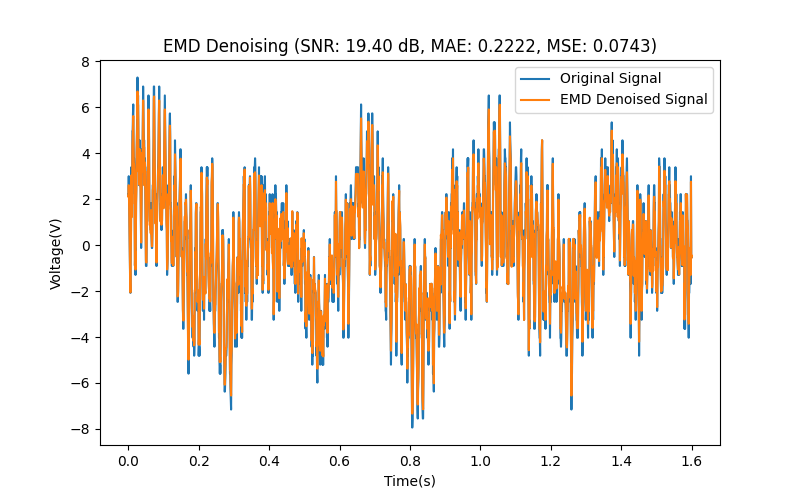 EMD Denoising (SNR: 19.40 dB, MAE: 0.2222, MSE: 0.0743)
Original Signal
EMD Denoised Signal
Voltage(V)
8
6
4
2
0
−2
−4
−6
−8
0.0 0.2 0.4 0.6 0.8 1.0 1.2 1.4 1.6
Time(s)